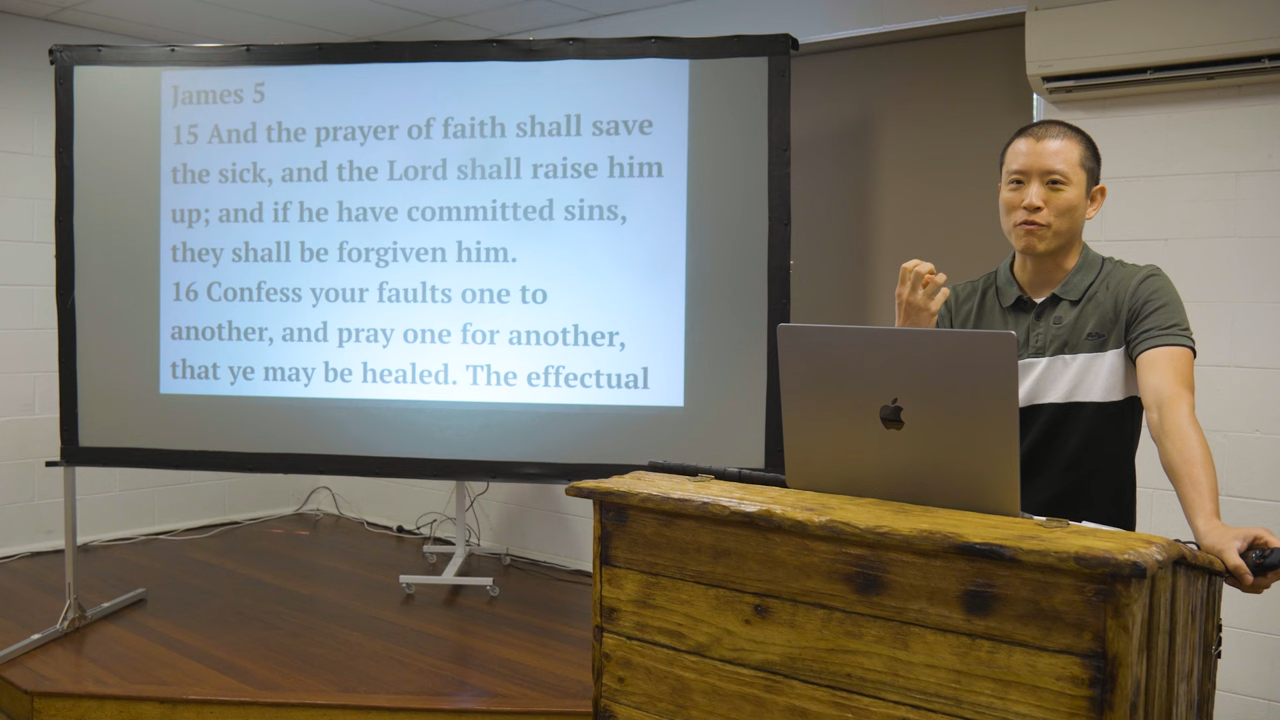 James 5
15 And the prayer of faith shall save
the sick, and the Lord shall raise him
up; and if he have committed sins,
they shall be forgiven him.
16 Confess your faults one to
another, and pray one for another,
that ye may be healed. The effectual